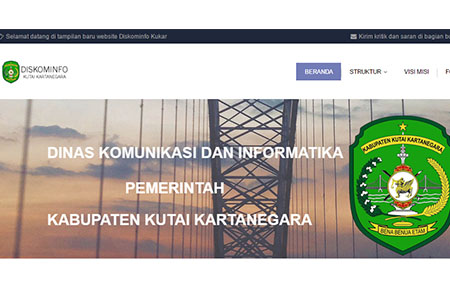 Selamat datang di tampilan baru website Diskominfo Kukar
Kirim kritik dan saran di bagian
DISKOMINFO
KUTAI KARTANEGARA
BERANDA
STRUKTUR
VISI MISI
DINAS KOMUNIKASI DAN INFORMATIKA
PEMERINTAH
KABUPATEN KUTAI KARTANEGARA
KABUPATEN KUTAI KARTANEGARA
BENA BENUA ETAM